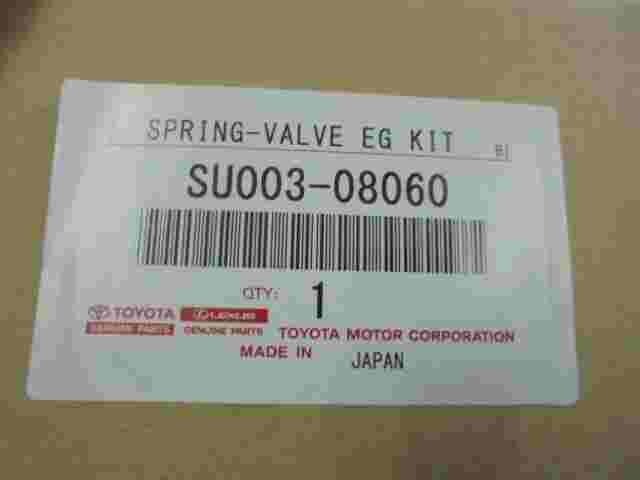 SPRING-VALVE EG KIT
SU003-08060
QTY: 1
TOYOTA LEXUS
GENUINE PARTS GENUINE PARTS TOYOTA MOTOR CORPORATION
MADE IN JAPAN